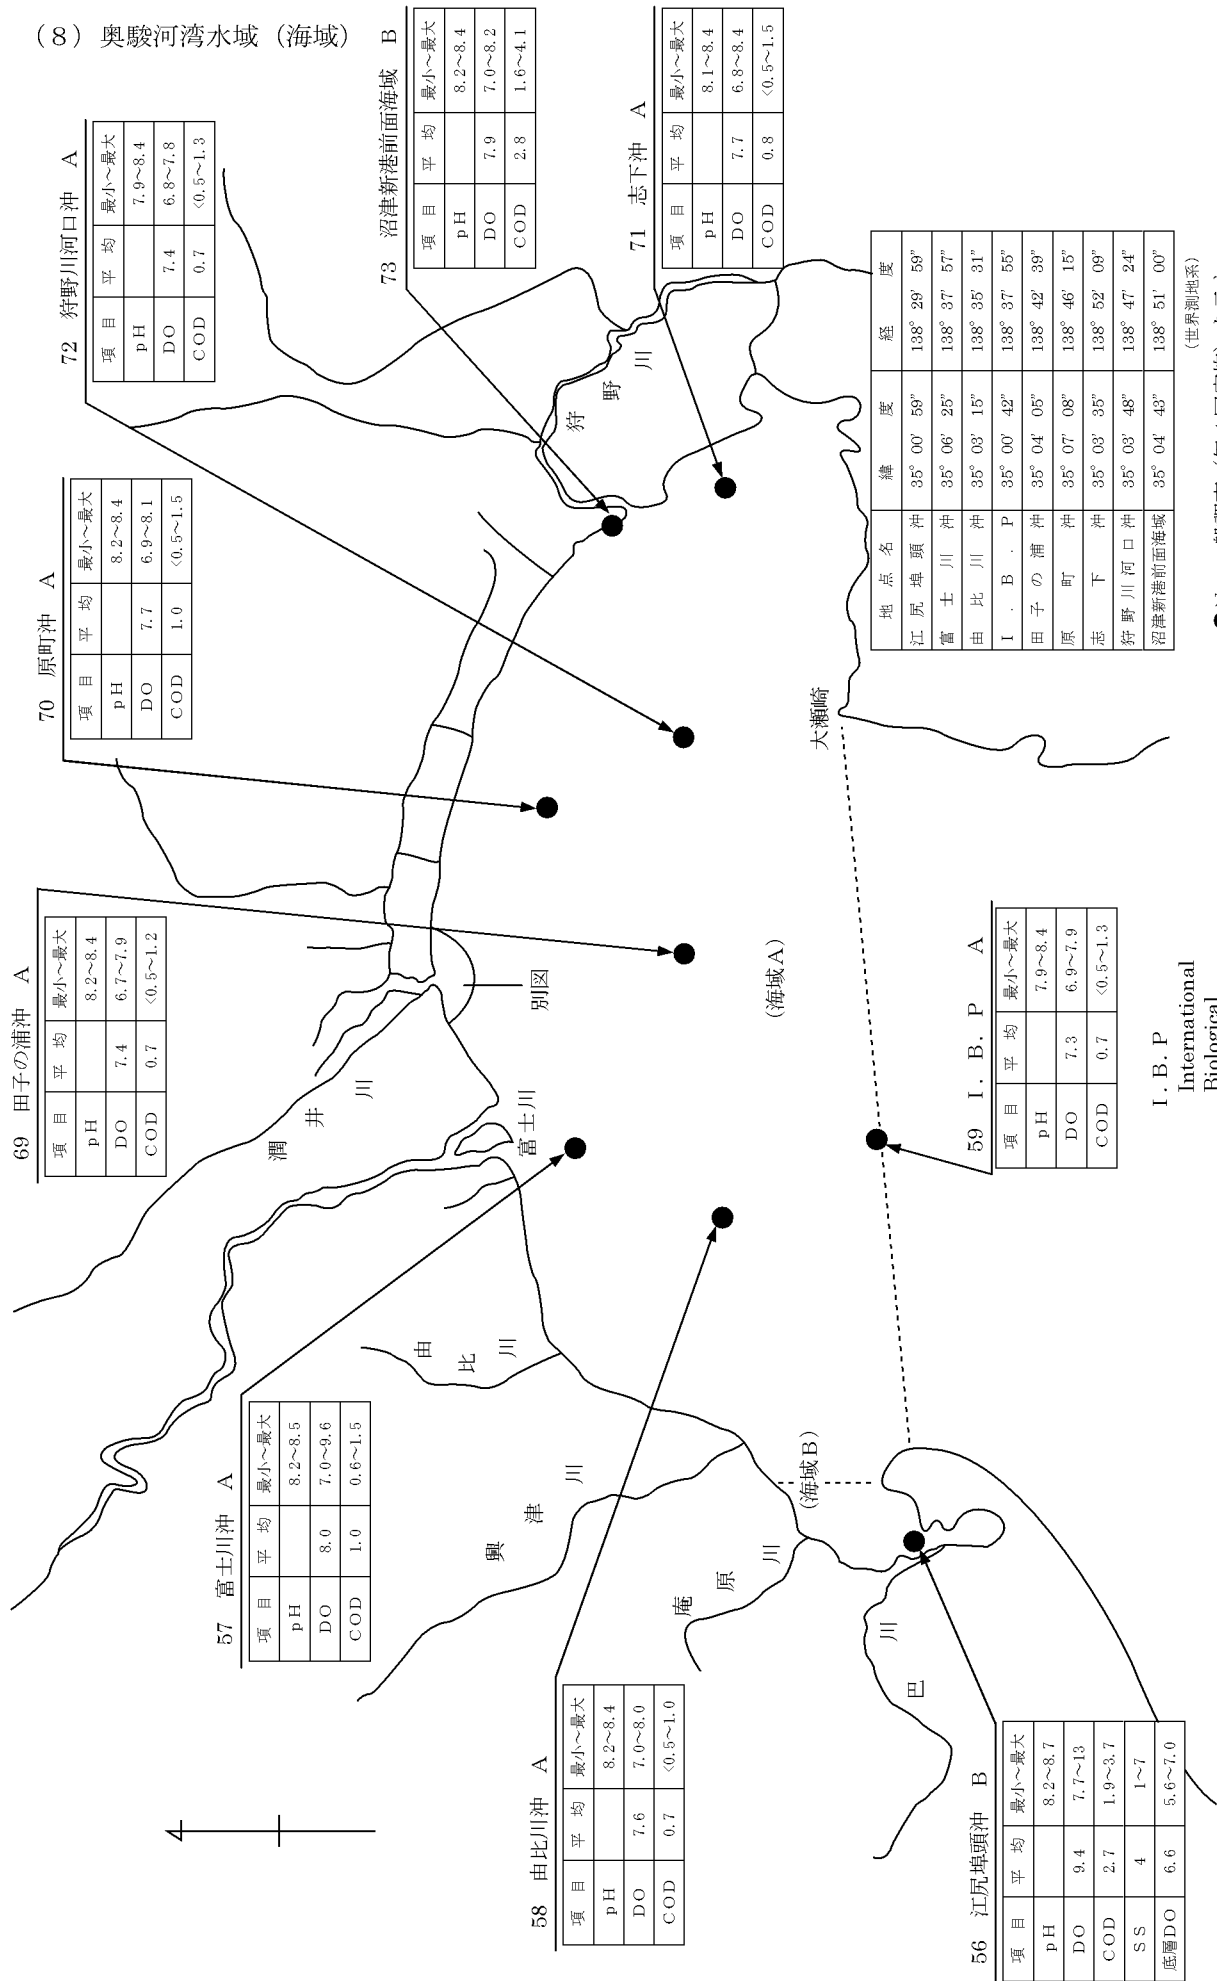 (8) 奥駿河湾水域 (海域)
56 江尻埠頭沖 B
項 目 平 均 最小~最大
pH 8.2~8.7
DO 9.4 7.7~13
COD 2.7 1.9~3.7
SS 4 1~7
底層DO 6.6 5.6~7.0
58 由比川沖 A
項 目 平 均 最小~最大
pH 8.2~8.4
DO 7.6 7.0~8.0
COD 0.7 <0.5~1.0
57 富士川沖 A
項 目 平 均 最小~最大
pH 8.2~8.5
DO 8.0 7.0~9.6
COD 1.0 0.6~1.5
69 田子の浦沖 A
項 目 平 均 最小~最大
pH 8.2~8.4
DO 7.4 6.7~7.9
COD 0.7 <0.5~1.2
70 原町沖 A
項 目 平 均 最小~最大
pH 8.2~8.4
DO 7.7 6.9~8.1
COD 1.0 <0.5~1.5
72 狩野川河口沖 A
項 目 平 均 最小~最大
pH 7.9~8.4
DO 7.4 6.8~7.8
COD 0.7 <0.5~1.3
73 沼津新港前面海域 B
項 目 平 均 最小~最大
pH 8.2~8.4
DO 7.9 7.0~8.2
COD 2.8 1.6~4.1
71 志下沖 A
項 目 平 均 最小~最大
pH 8.1~8.4
DO 7.7 6.8~8.4
COD 0.8 <0.5~1.5
59 I.B.P A
項 目 平 均 最小~最大
pH 7.9~8.4
DO 7.3 6.9~7.9
COD 0.7 <0.5~1.3
I.B.P
International
Biological
巴川
庵原川
興津川
由比川
富士川
潤井川
狩野川
別図
(海域A)
(海域B)
大瀬崎
地 点 名 緯 度 経 度
江尻埠頭沖 35° 00′ 59″ 138° 29′ 59″
富士川沖 35° 06′ 25″ 138° 37′ 57″
由比川沖 35° 03′ 15″ 138° 35′ 31″
I.B.P 35° 00′ 42″ 138° 37′ 55″
田子の浦沖 35° 04′ 05″ 138° 42′ 39″
原町沖 35° 07′ 08″ 138° 46′ 15″
志下沖 35° 03′ 35″ 138° 52′ 09″
狩野川河口沖 35° 03′ 48″ 138° 47′ 24″
沼津新港前面海域 35° 04′ 43″ 138° 51′ 00″
(世界測地系)